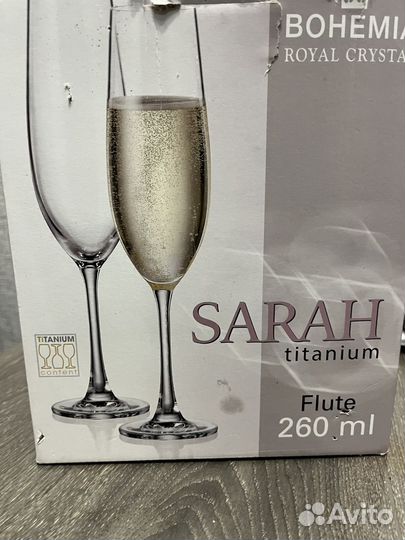 BOHEMIA
ROYAL CRYSTA
SARAH
titanium
TITANIUM
content
Flute
260 ml
Avito